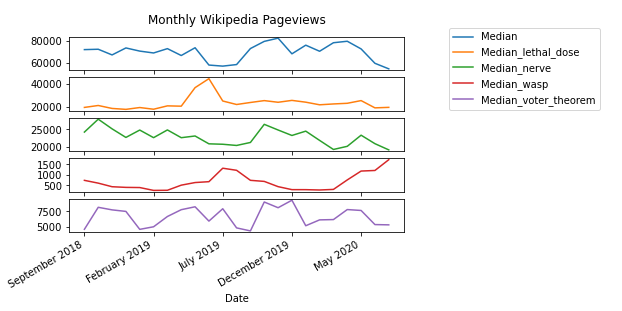 Monthly Wikipedia Pageviews
Median
Median_lethal_dose
Median_nerve
Median_wasp
Median_voter_theorem
80000
60000
40000
20000
25000
20000
1500
1000
500
7500
5000
September 2018
February 2019
July 2019
December 2019
May 2020
Date